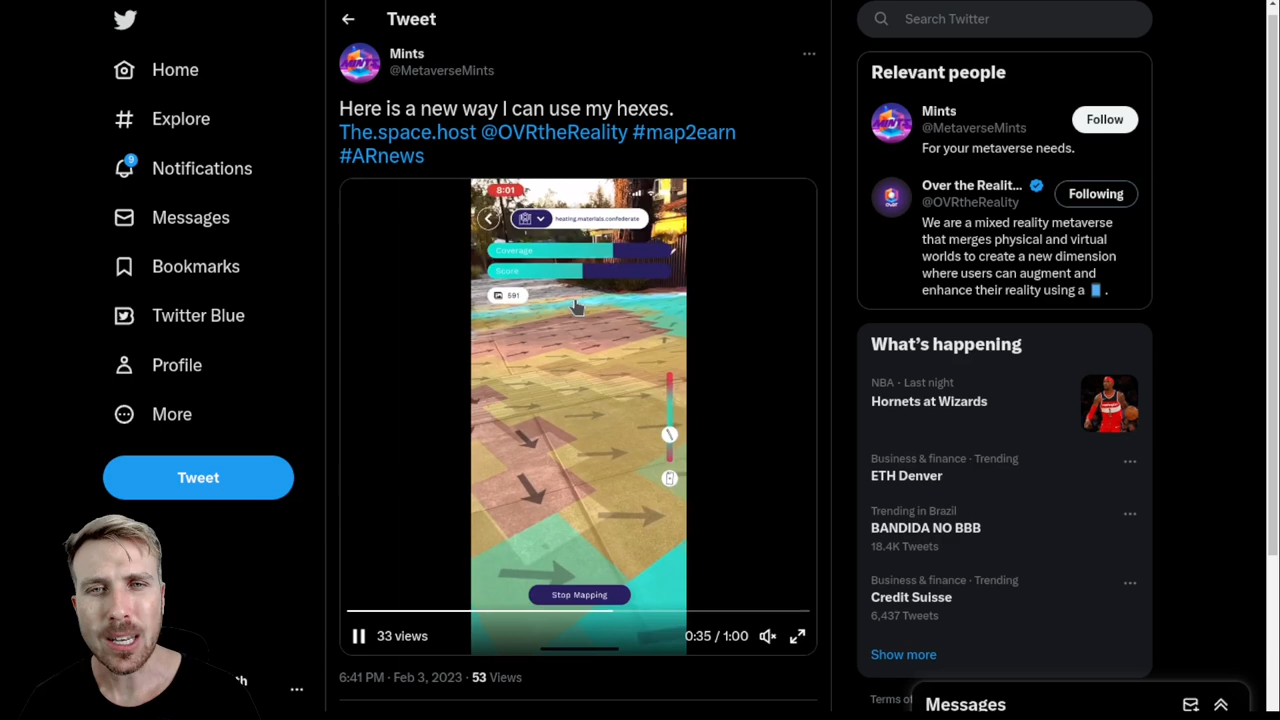 Home
Explore
9
Notifications
Messages
Bookmarks
Twitter Blue
Profile
More
Tweet
Tweet
MINTS
Mints
@MetaverseMints
Here is a new way I can use my hexes.
The.space.host @OVRtheReality #map2earn
#ARnews
8:01
heating.materials.confederate
Coverage
Score
591
Stop Mapping
33 views
0:35 / 1:00
6:41 PM · Feb 3, 2023 · 53 Views
Search Twitter
Relevant people
MINTS
Mints
@MetaverseMints
Follow
For your metaverse needs.
Over the Realit...
@OVRtheReality
Following
We are a mixed reality metaverse
that merges physical and virtual
worlds to create a new dimension
where users can augment and
enhance their reality using a .
What's happening
NBA · Last night
Hornets at Wizards
Business & finance · Trending
ETH Denver
Trending in Brazil
BANDIDA NO BBB
18.4K Tweets
Business & finance · Trending
Credit Suisse
6,437 Tweets
Show more
Terms of
Messages